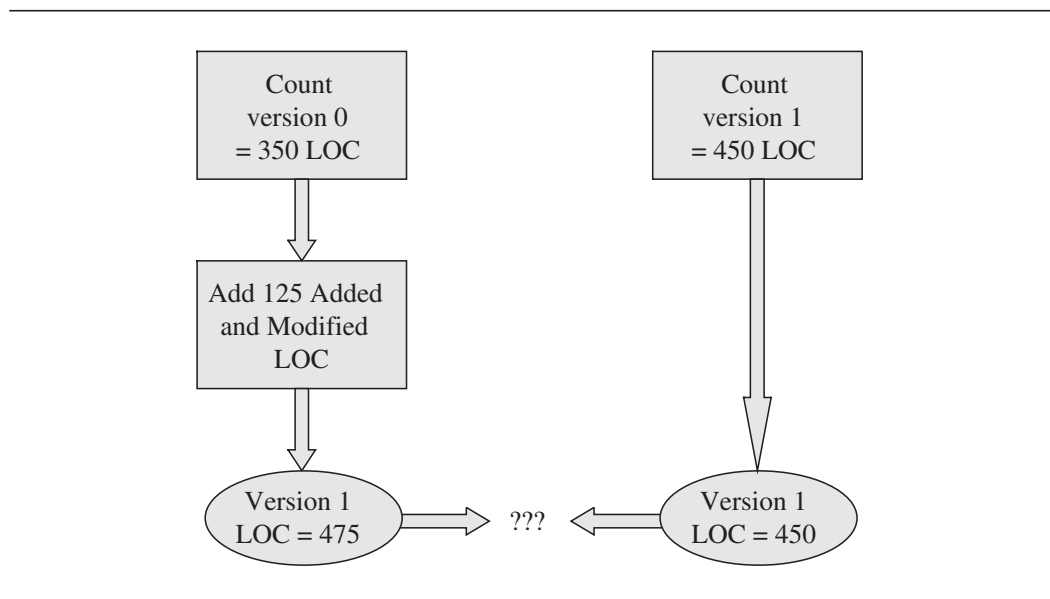 Count
version 0
= 350 LOC
Add 125 Added
and Modified
LOC
Version 1
LOC = 475
???
Count
version 1
= 450 LOC
Version 1
LOC = 450